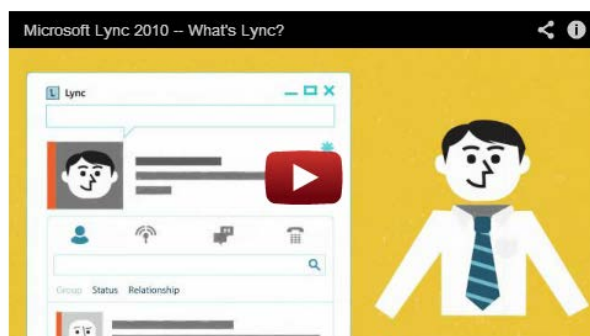 Microsoft Lync 2010 -- What's Lync?
L Lync
Group Status Relationship